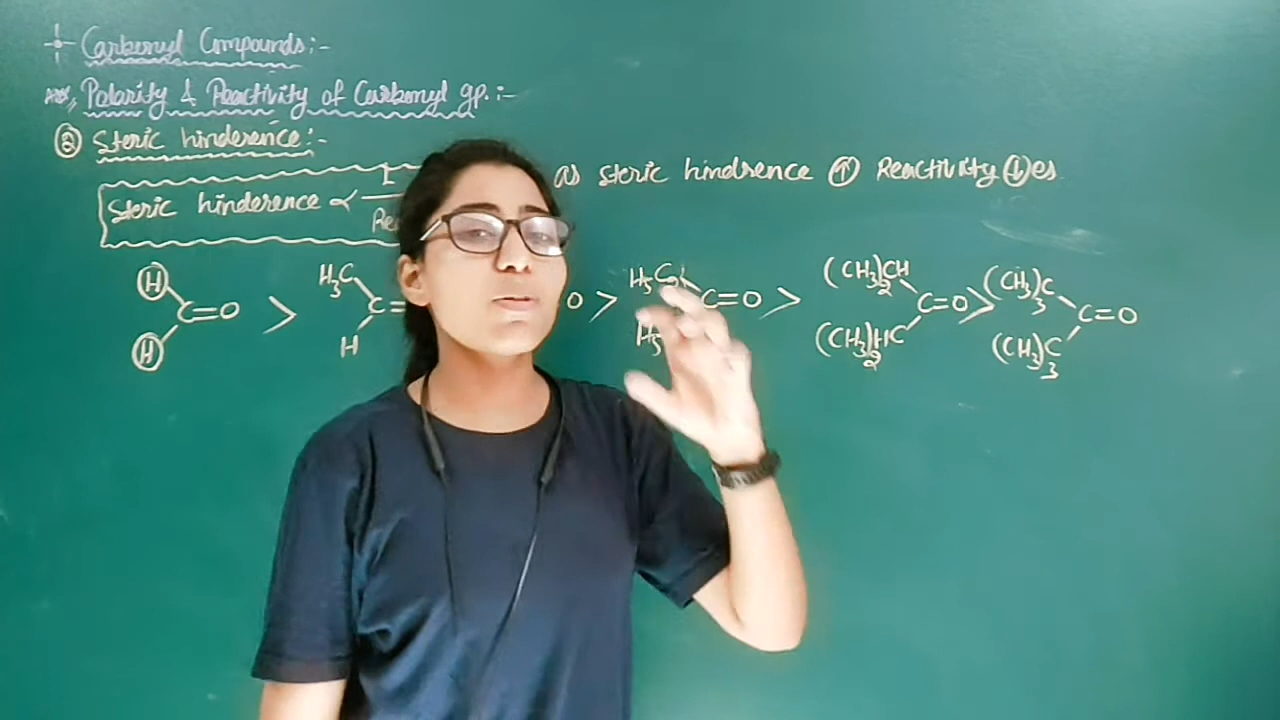 Carbonyl Compounds:-
Polarity & Reactivity of Carbonyl gp.:-
② Steric hinderence:-
as steric hindrence ↑ Reactivity ↓es
Steric hinderence ∝ 1
H H C=O > H₃C H C= O > C=O > (CH₃)₂CH (CH₃)₂HC C=O > (CH₃)₃C (CH₃)₃C C=O